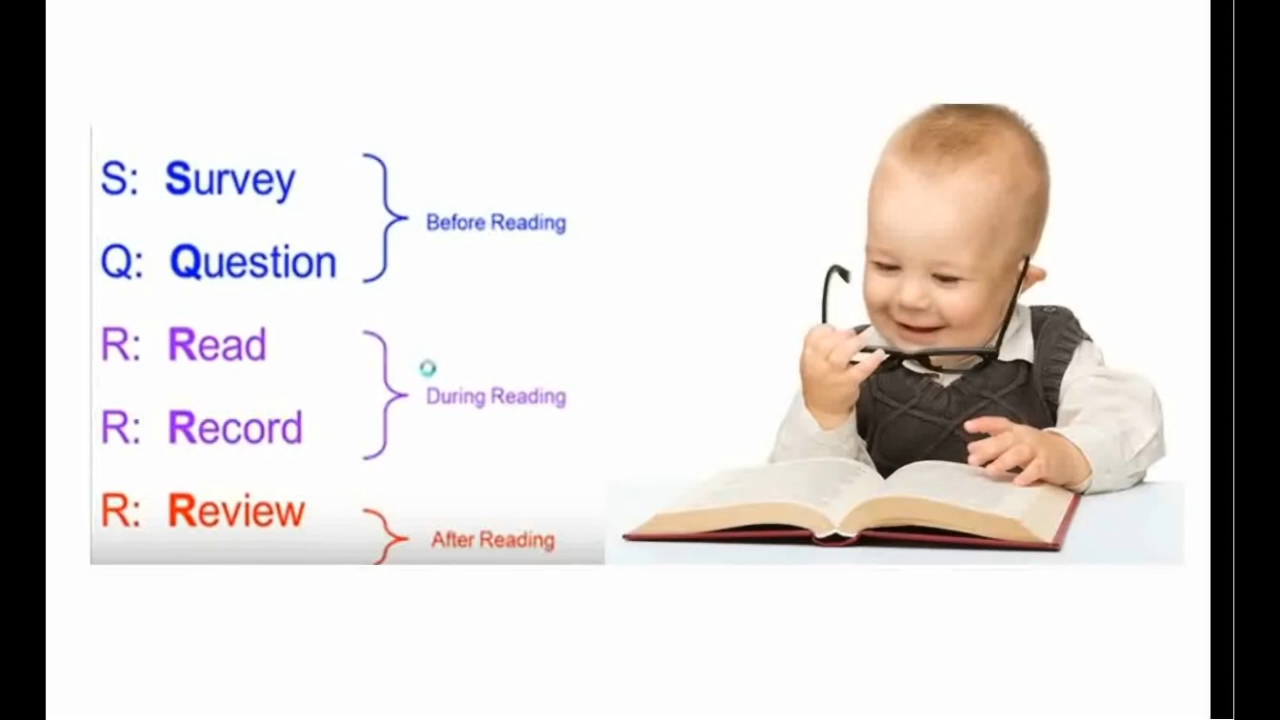 S: Survey
Q: Question
Before Reading
R: Read
R: Record
During Reading
R: Review
After Reading